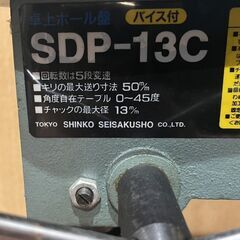 卓上ボール盤 バイス付
SDP-13C
■回転数は5段変速
■キリの最大送り寸法 50m/m
■角度自在テーブル 0〜45度
■チャックの最大径 13m/m
TOKYO SHINKO SEISAKUSHO CO.,LTD.